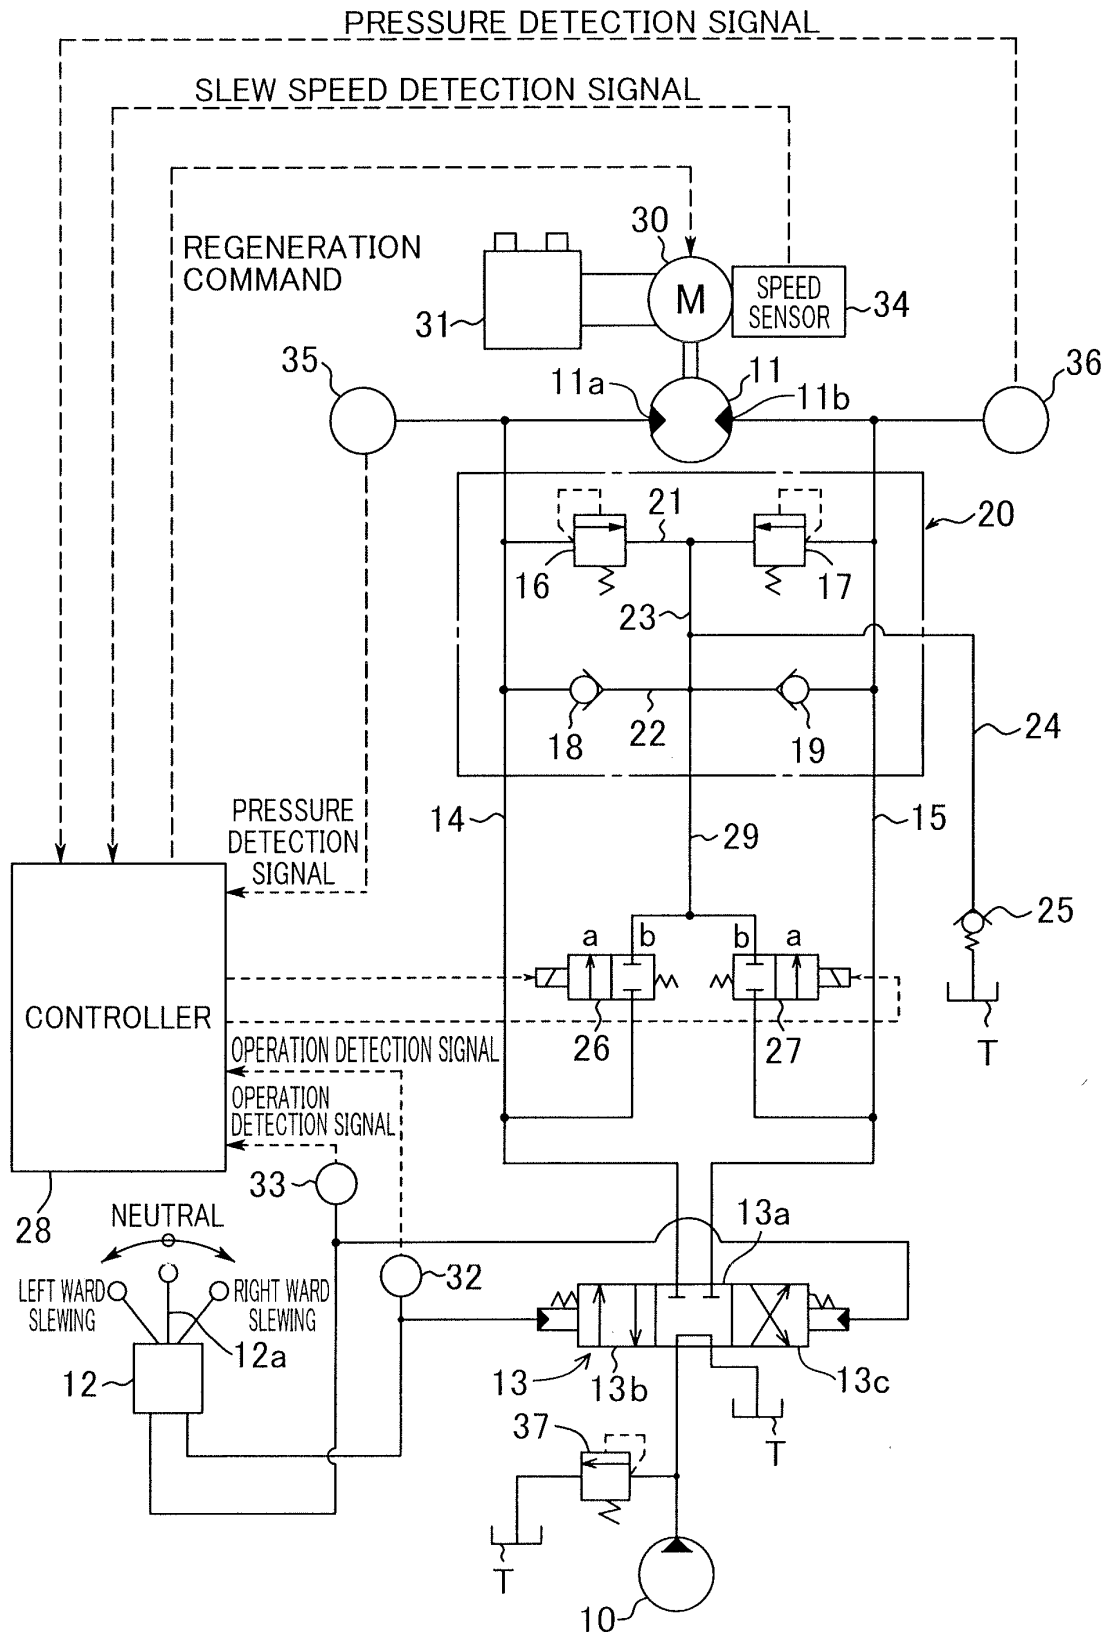 PRESSURE DETECTION SIGNAL
SLEW SPEED DETECTION SIGNAL
30
REGENERATION
COMMAND
M
SPEED
SENSOR
34
31
35
11a
11
11b
36
21
20
16
17
23
18
22
19
24
14
29
15
PRESSURE
DETECTION
SIGNAL
25
a
b
b
a
CONTROLLER
26
27
T
OPERATION DETECTION SIGNAL
OPERATION
DETECTION SIGNAL
33
28
NEUTRAL
13a
32
LEFT WARD
SLEWING
RIGHT WARD
SLEWING
12a
12
13
13b
13c
37
T
T
10